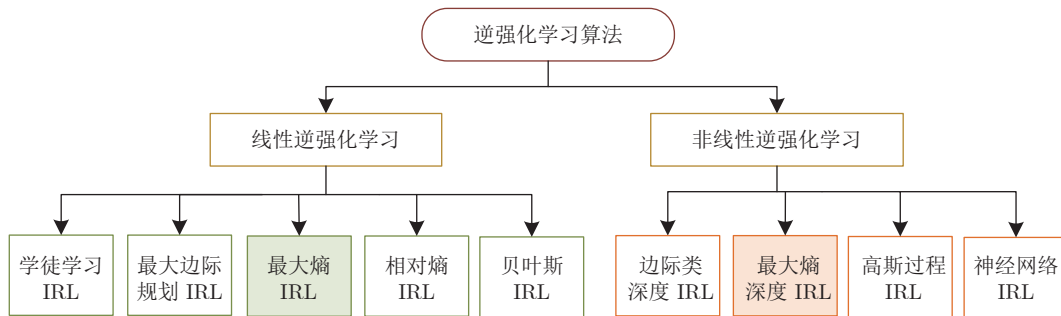 逆强化学习算法
线性逆强化学习
非线性逆强化学习
学徒学习
IRL
最大边际
规划 IRL
最大熵
IRL
相对熵
IRL
贝叶斯
IRL
边际类
深度 IRL
最大熵
深度 IRL
高斯过程
IRL
神经网络
IRL